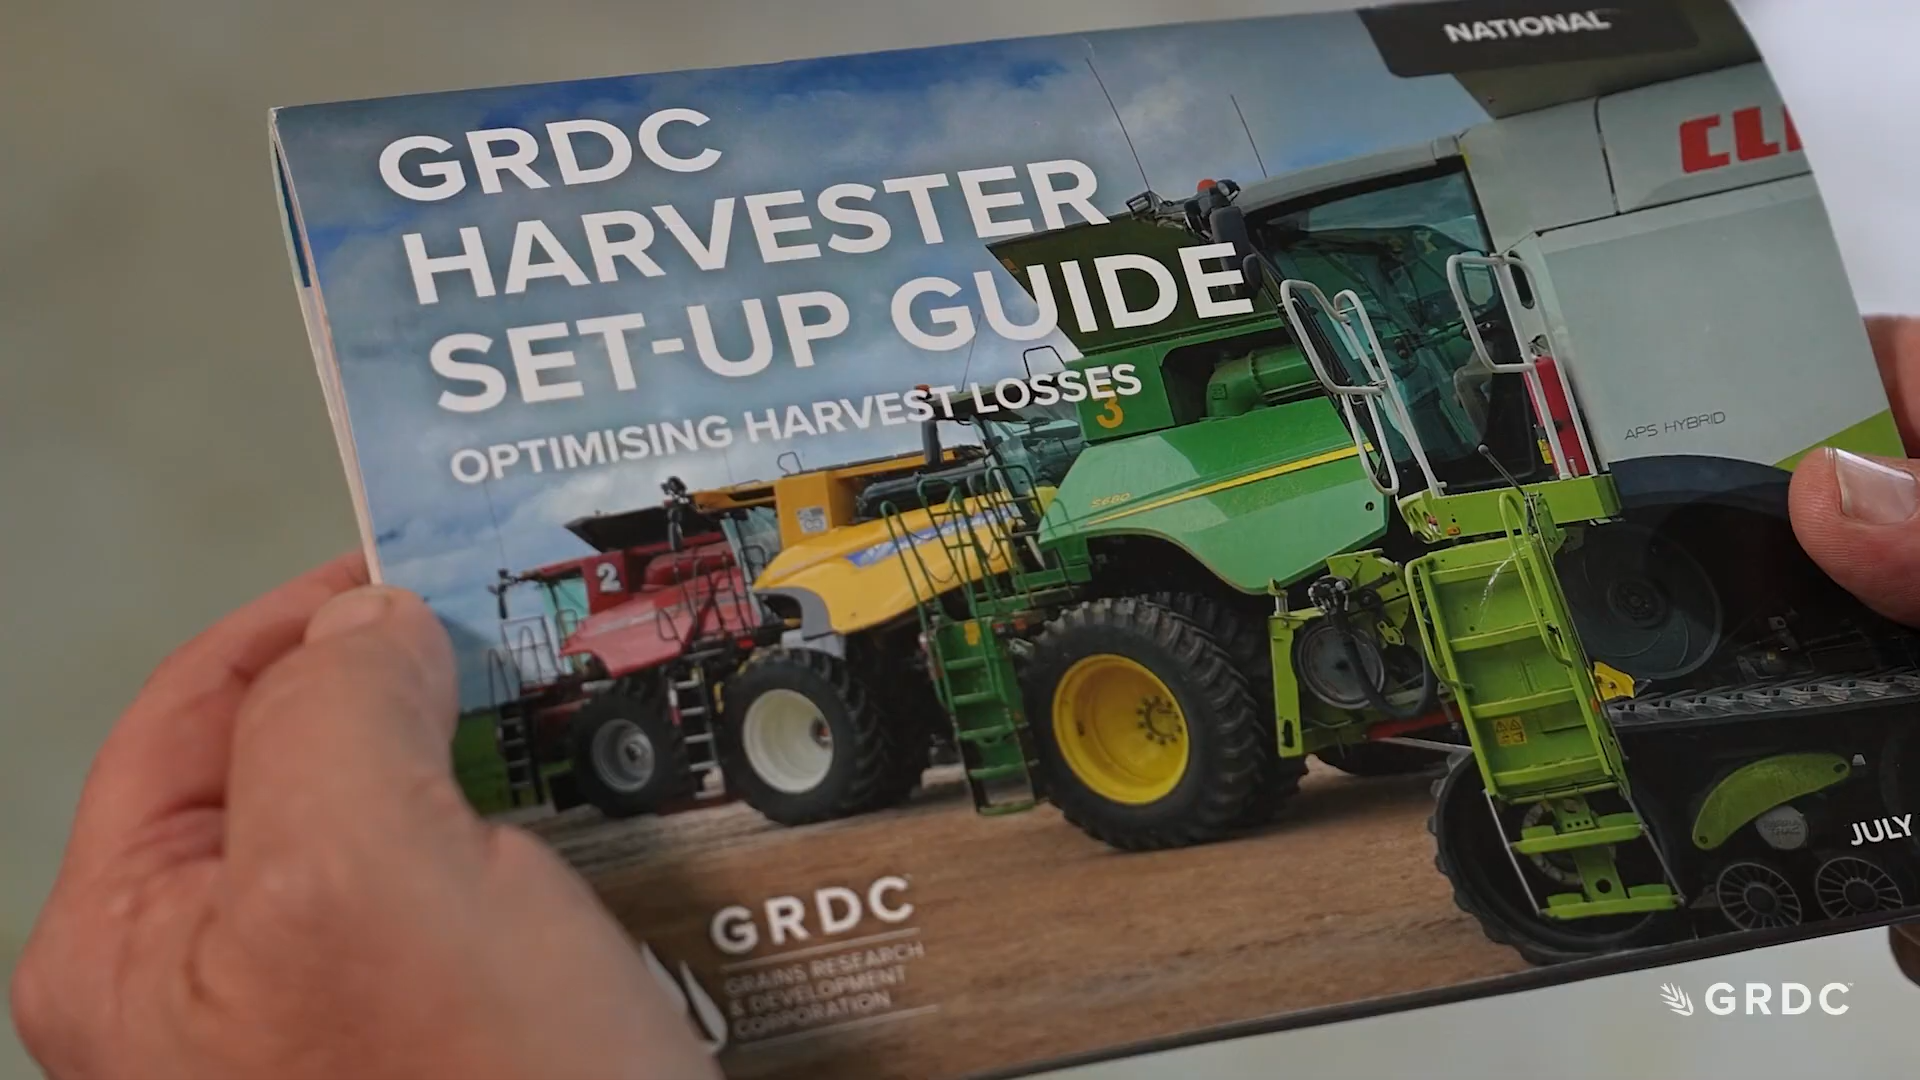 NATIONAL
GRDC
HARVESTER
SET-UP GUIDE
OPTIMISING HARVEST LOSSES
APS HYBRID
3
S680
2
JULY
GRDC
GRAINS RESEARCH
& DEVELOPMENT
CORPORATION
GRDC